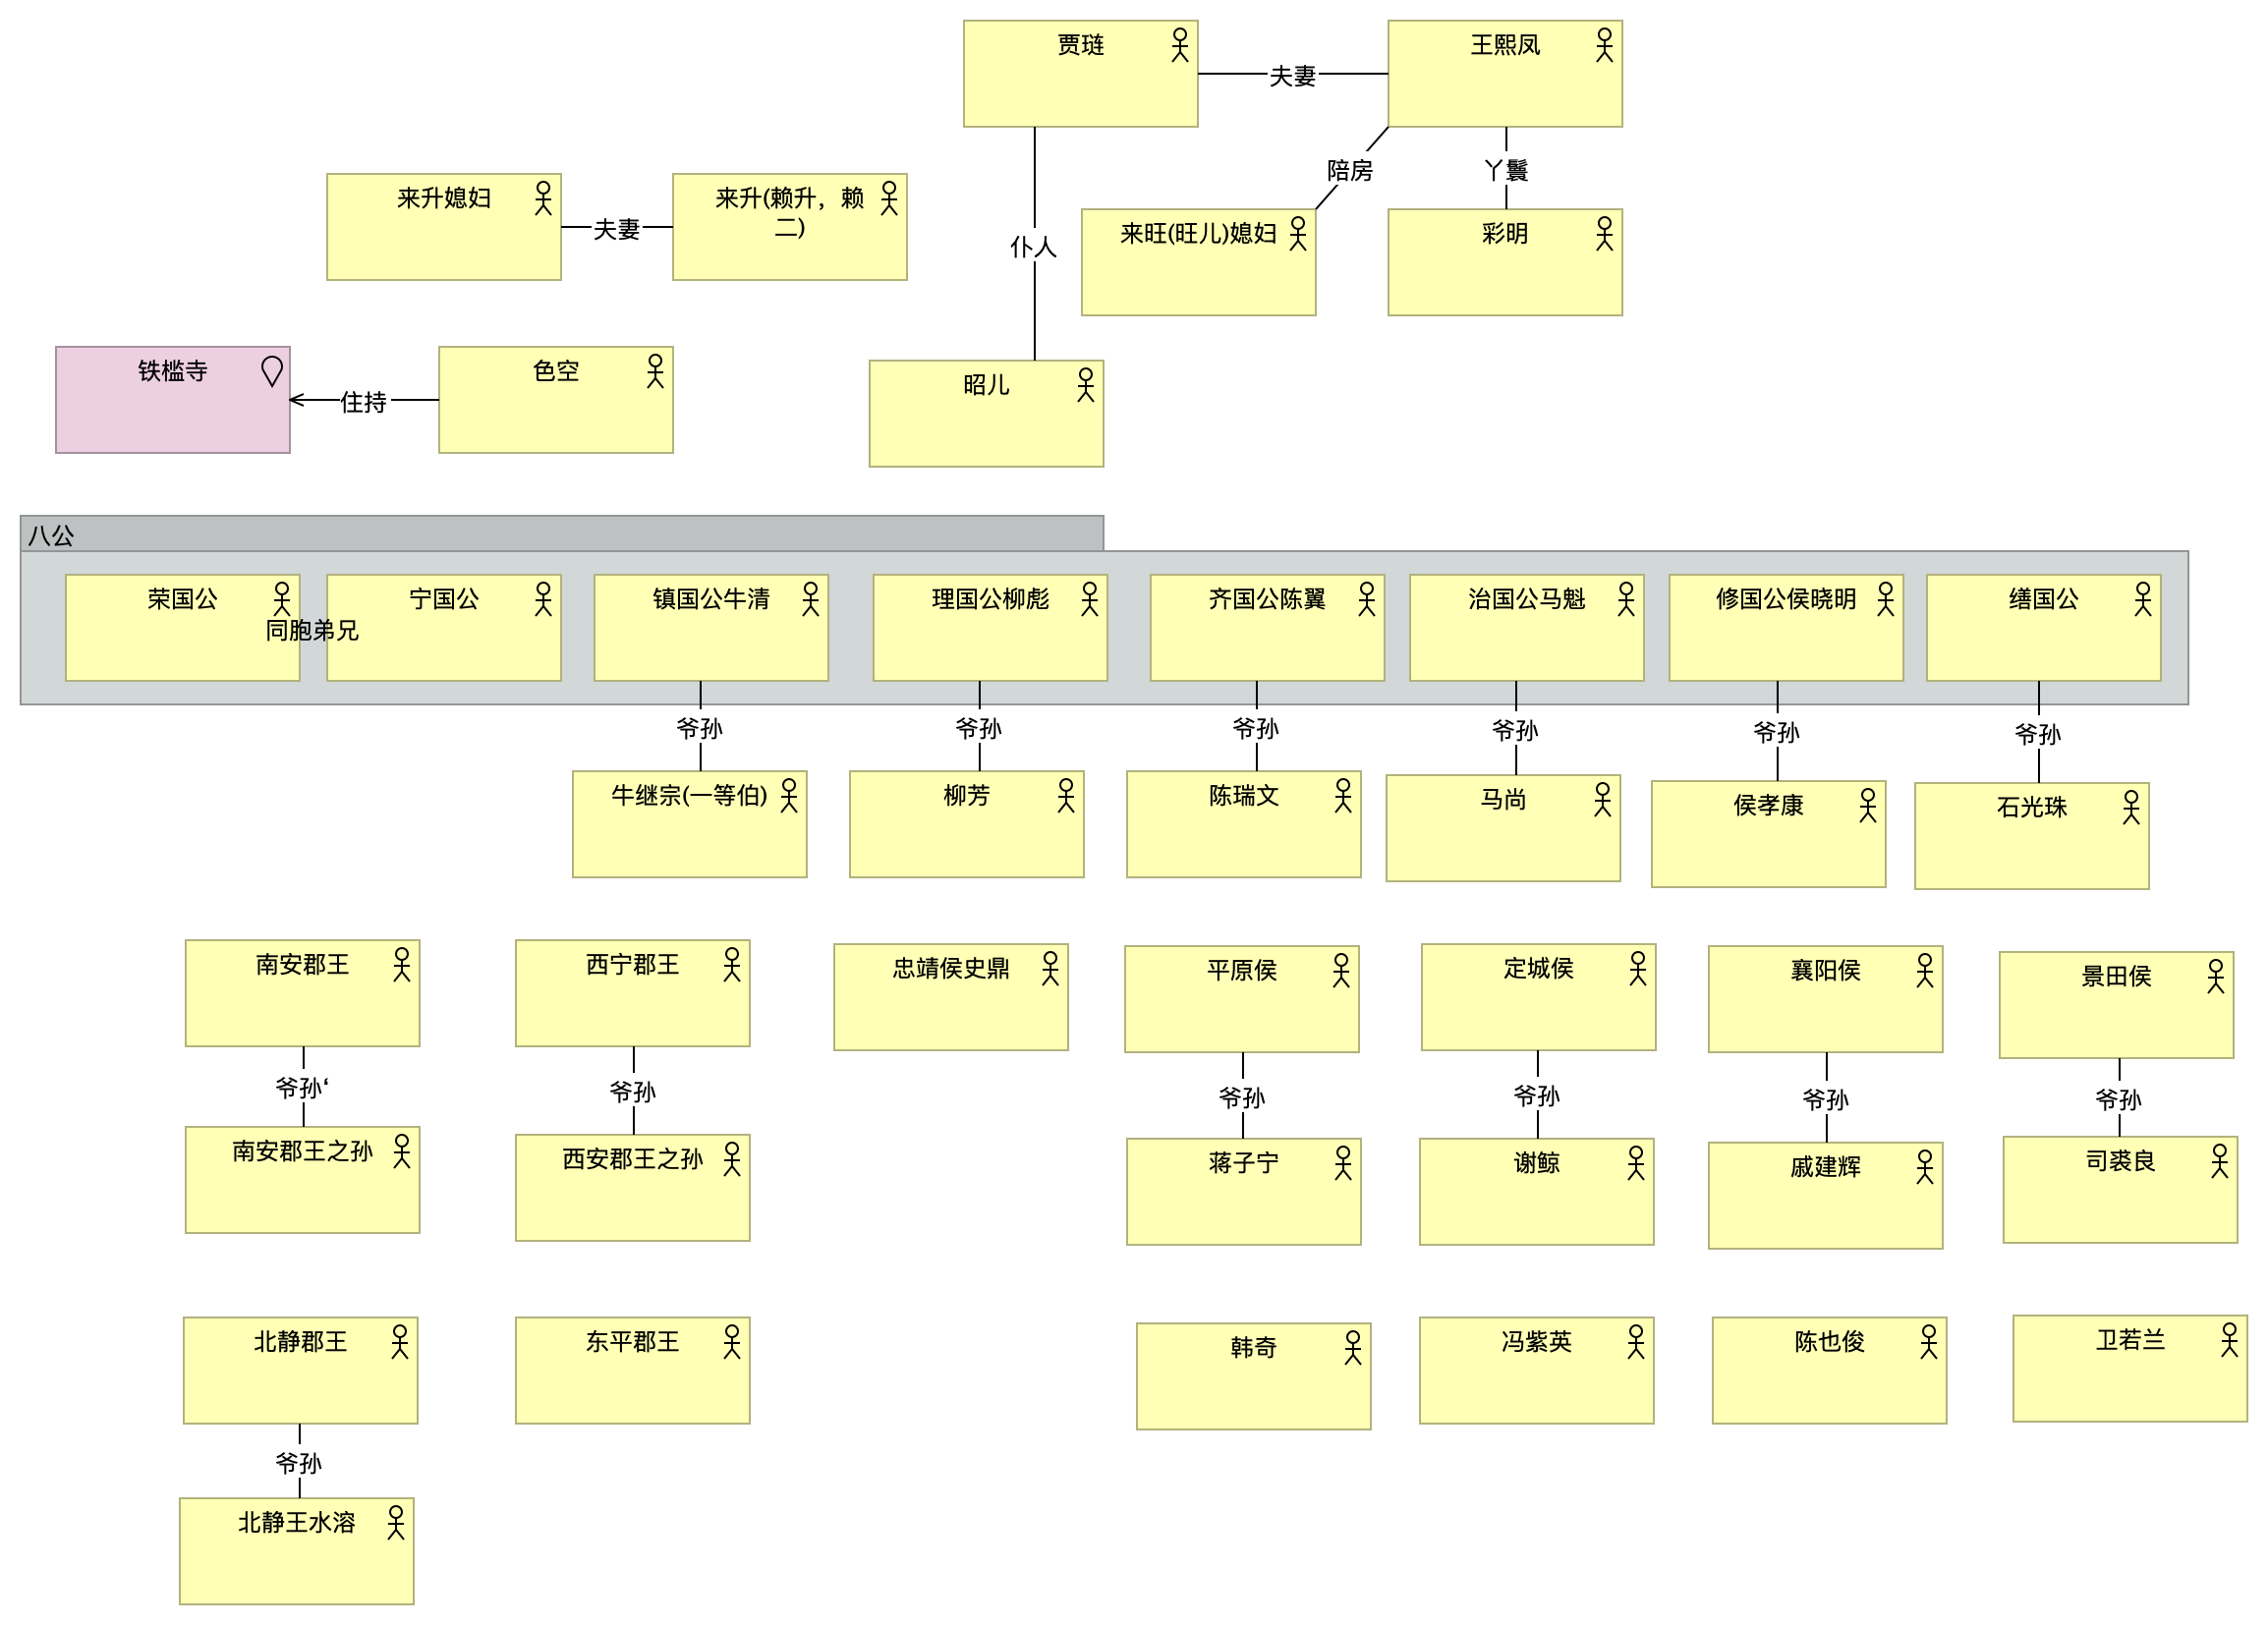 贾琏
王熙凤
夫妻
陪房
丫鬟
来升媳妇
夫妻
来升(赖升，赖
二)
仆人
来旺(旺儿)媳妇
彩明
铁槛寺
住持
色空
昭儿
八公
荣国公
同胞弟兄
宁国公
镇国公牛清
理国公柳彪
齐国公陈翼
治国公马魁
修国公侯晓明
缮国公
爷孙
爷孙
爷孙
爷孙
爷孙
爷孙
牛继宗(一等伯)
柳芳
陈瑞文
马尚
侯孝康
石光珠
南安郡王
西宁郡王
忠靖侯史鼎
平原侯
定城侯
襄阳侯
景田侯
爷孙‘
爷孙
爷孙
爷孙
爷孙
爷孙
南安郡王之孙
西安郡王之孙
蒋子宁
谢鲸
戚建辉
司裘良
北静郡王
东平郡王
韩奇
冯紫英
陈也俊
卫若兰
爷孙
北静王水溶